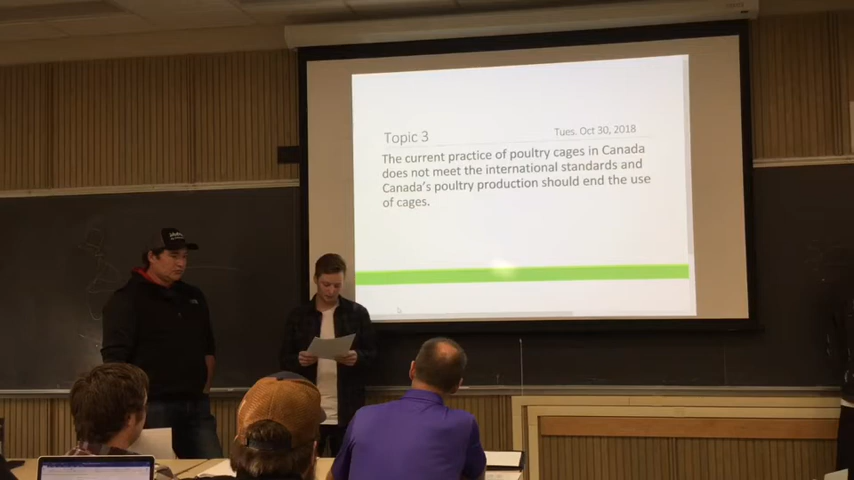 Topic 3
Tues. Oct 30, 2018
The current practice of poultry cages in Canada
does not meet the international standards and
Canada's poultry production should end the use
of cages.